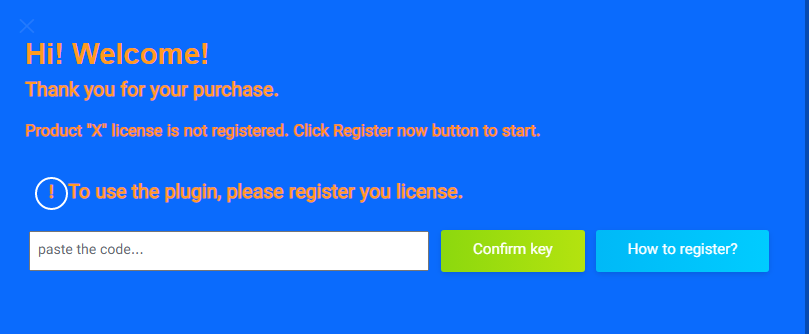 Hi! Welcome!
Thank you for your purchase.
Product "X" license is not registered. Click Register now button to start.
! To use the plugin, please register you license.
paste the code...
Confirm key
How to register?